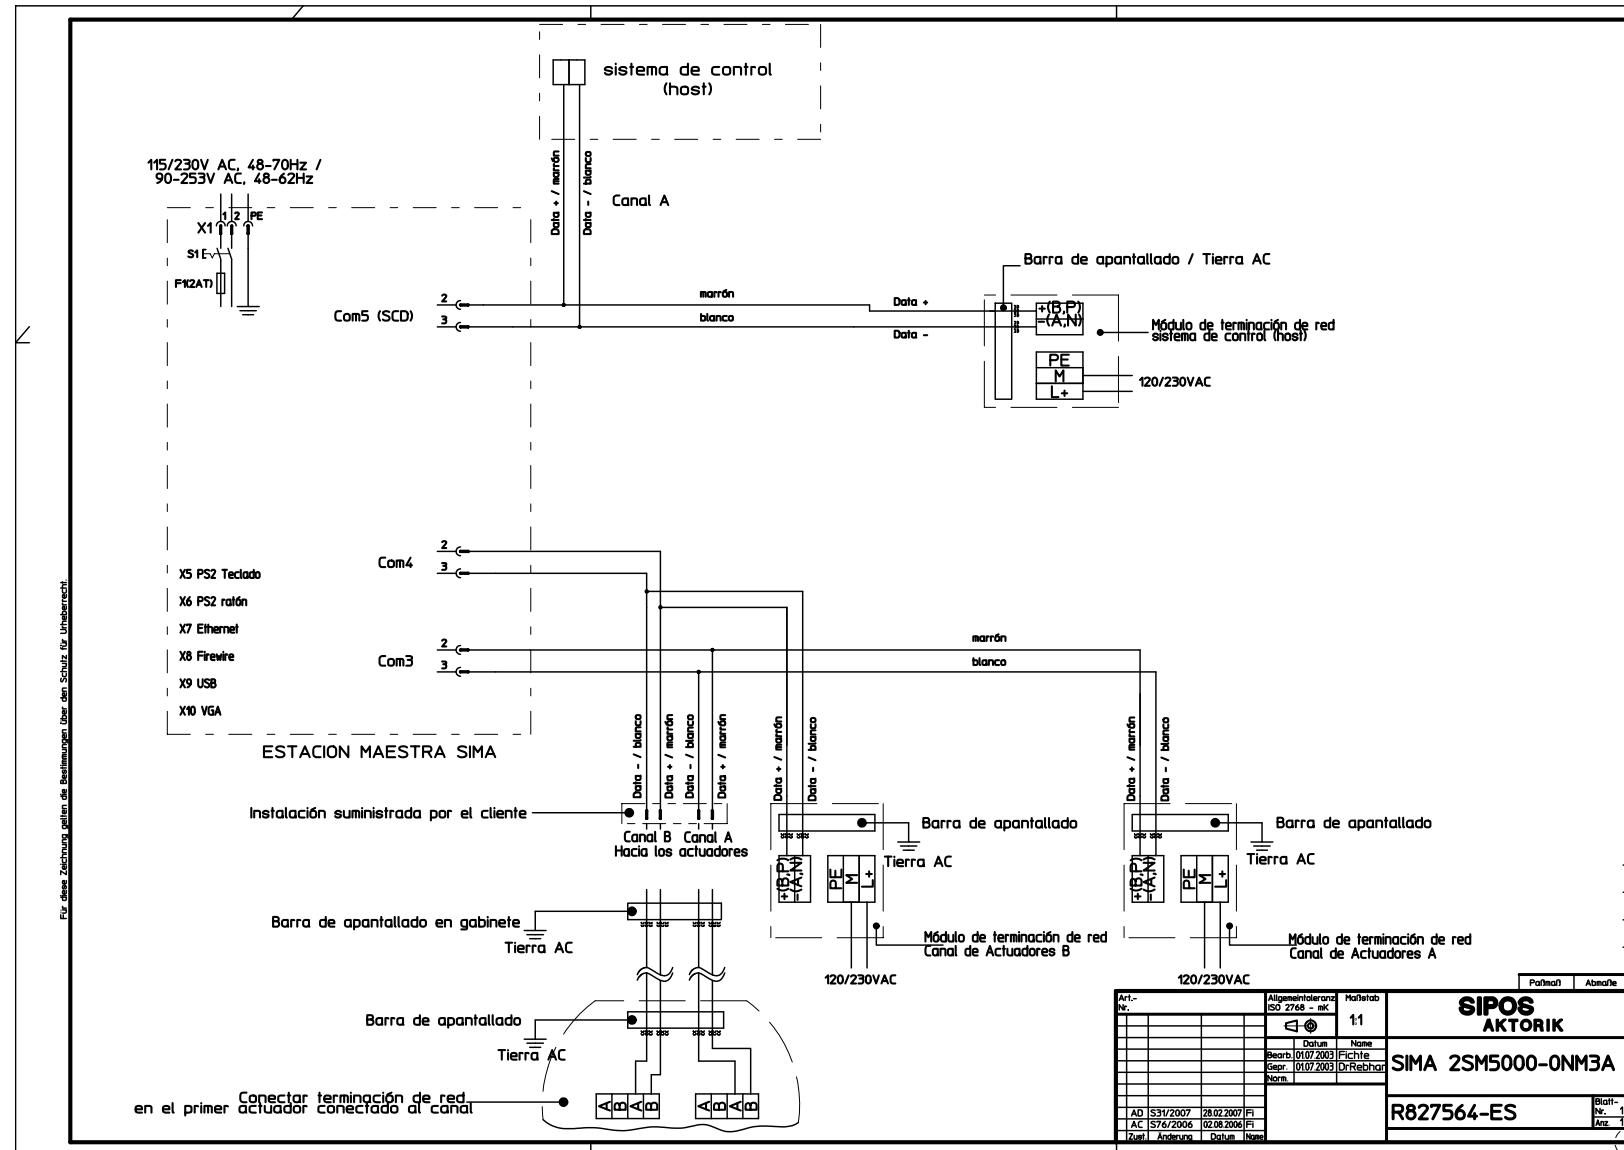 sistema de control
(host)
115/230V AC, 48-70Hz /
90-253V AC, 48-62Hz
Data + / marrón
Data - / blanco
Canal A
1
2
PE
X1
S1
F1(2AT)
Com5 (SCD)
2
3
marrón
blanco
Data +
Data -
Barra de apantallado / Tierra AC
+(B,P)
-(A,N)
Módulo de terminación de red
sistema de control (host)
PE
M
L+
120/230VAC
Com4
2
3
X5 PS2 Teclado
X6 PS2 ratón
X7 Ethernet
X8 Firewire
X9 USB
X10 VGA
Com3
2
3
marrón
blanco
ESTACION MAESTRA SIMA
Data - / blanco
Data + / marrón
Data - / blanco
Data + / marrón
Data + / marrón
Data - / blanco
Data + / marrón
Data - / blanco
Instalación suministrada por el cliente
Canal B
Canal A
Hacia los actuadores
Barra de apantallado
Tierra AC
+(B,P)
-(A,N)
PE
M
L+
Módulo de terminación de red
Canal de Actuadores B
120/230VAC
Barra de apantallado
Tierra AC
+(B,P)
-(A,N)
PE
M
L+
Módulo de terminación de red
Canal de Actuadores A
120/230VAC
Barra de apantallado en gabinete
Tierra AC
Barra de apantallado
Tierra AC
Conectar terminación de red
en el primer actuador conectado al canal
A
B
A
B
A
B
A
B
Für diese Zeichnung gelten die Bestimmungen über den Schutz für Urheberrecht.
Paßmaß
Abmaße
Art.-
Nr.
Allgemeintoleranz
ISO 2768 - mK
Maßstab
1:1
SIPOS
AKTORIK
Datum
Name
Bearb. 01.07.2003 Fichte
Gepr. 01.07.2003 DrRebhan
Norm.
SIMA 2SM5000-0NM3A
R827564-ES
Blatt-
Nr. 1
Anz. 1
AD S31/2007 28.02.2007 Fi
AC S76/2006 02.08.2006 Fi
Zust. Änderung Datum Name